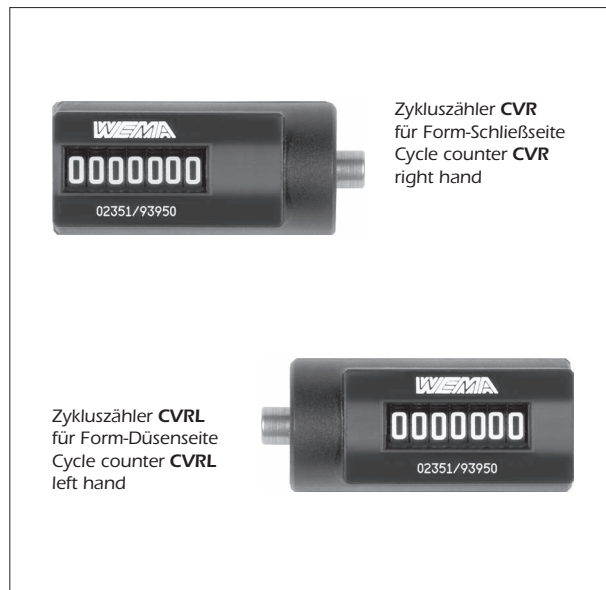 WEMA
0000000
02351/93950
Zykluszähler CVR
für Form-Schließseite
Cycle counter CVR
right hand
Zykluszähler CVRL
für Form-Düsenseite
Cycle counter CVRL
left hand
WEMA
0000000
02351/93950